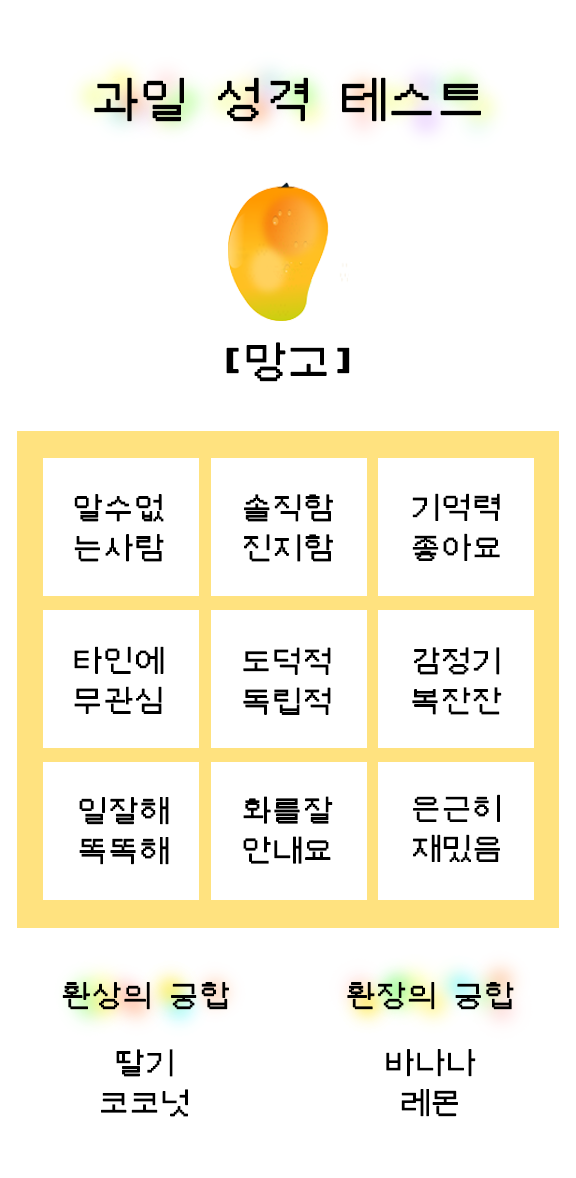 과일 성격 테스트
[망고]
알수없
는사람
솔직함
진지함
기억력
좋아요
타인에
무관심
도덕적
독립적
감정기
복잔잔
일잘해
똑똑해
화를잘
안내요
은근히
재밌음
환상의 궁합
환장의 궁합
딸기
코코넛
바나나
레몬